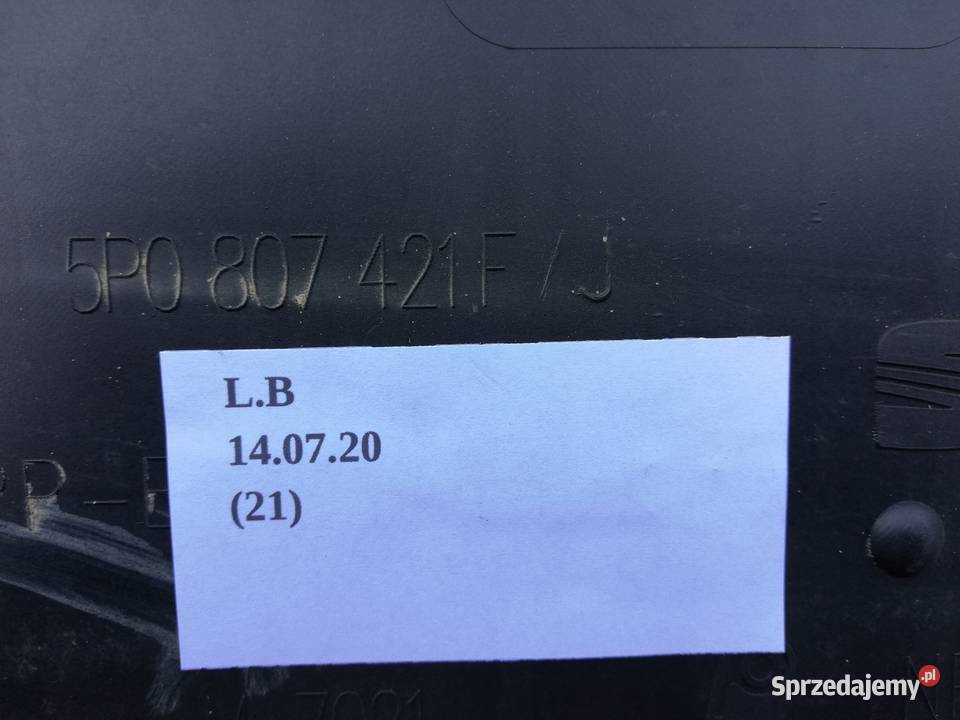 5P0 807 421 F / J
L.B
14.07.20
(21)
Sprzedajemy.pl